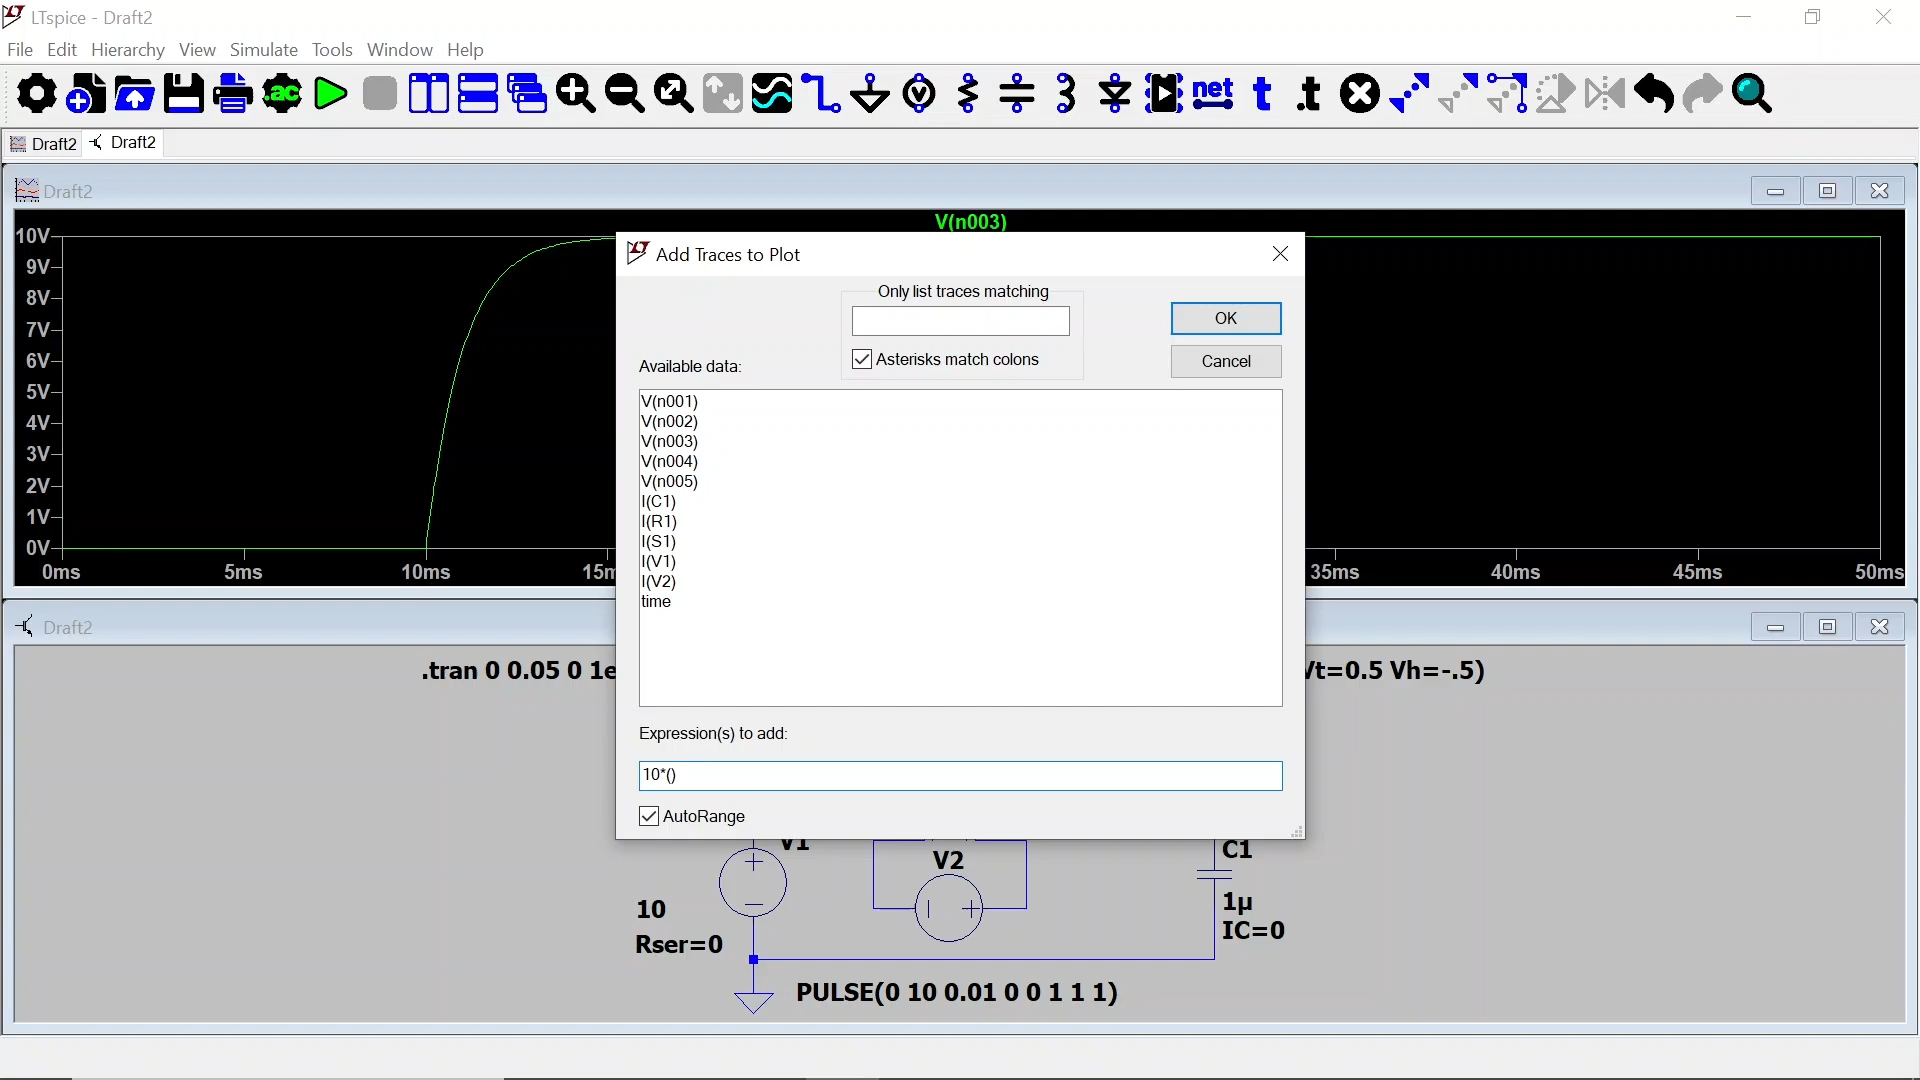 LTspice - Draft2
File Edit Hierarchy View Simulate Tools Window Help
.ac net t .t
Draft2 Draft2
Draft2
V(n003)
10V
9V
8V
7V
6V
5V
4V
3V
2V
1V
0V
0ms 5ms 10ms 15m 35ms 40ms 45ms 50ms
Add Traces to Plot
Only list traces matching
OK
Asterisks match colons
Cancel
Available data:
V(n001)
V(n002)
V(n003)
V(n004)
V(n005)
I(C1)
I(R1)
I(S1)
I(V1)
I(V2)
time
Expression(s) to add:
10*()
AutoRange
Draft2
.tran 0 0.05 0 1e
Vt=0.5 Vh=-.5)
V1
V2
C1
10
Rser=0
1µ
IC=0
PULSE(0 10 0.01 0 0 1 1 1)